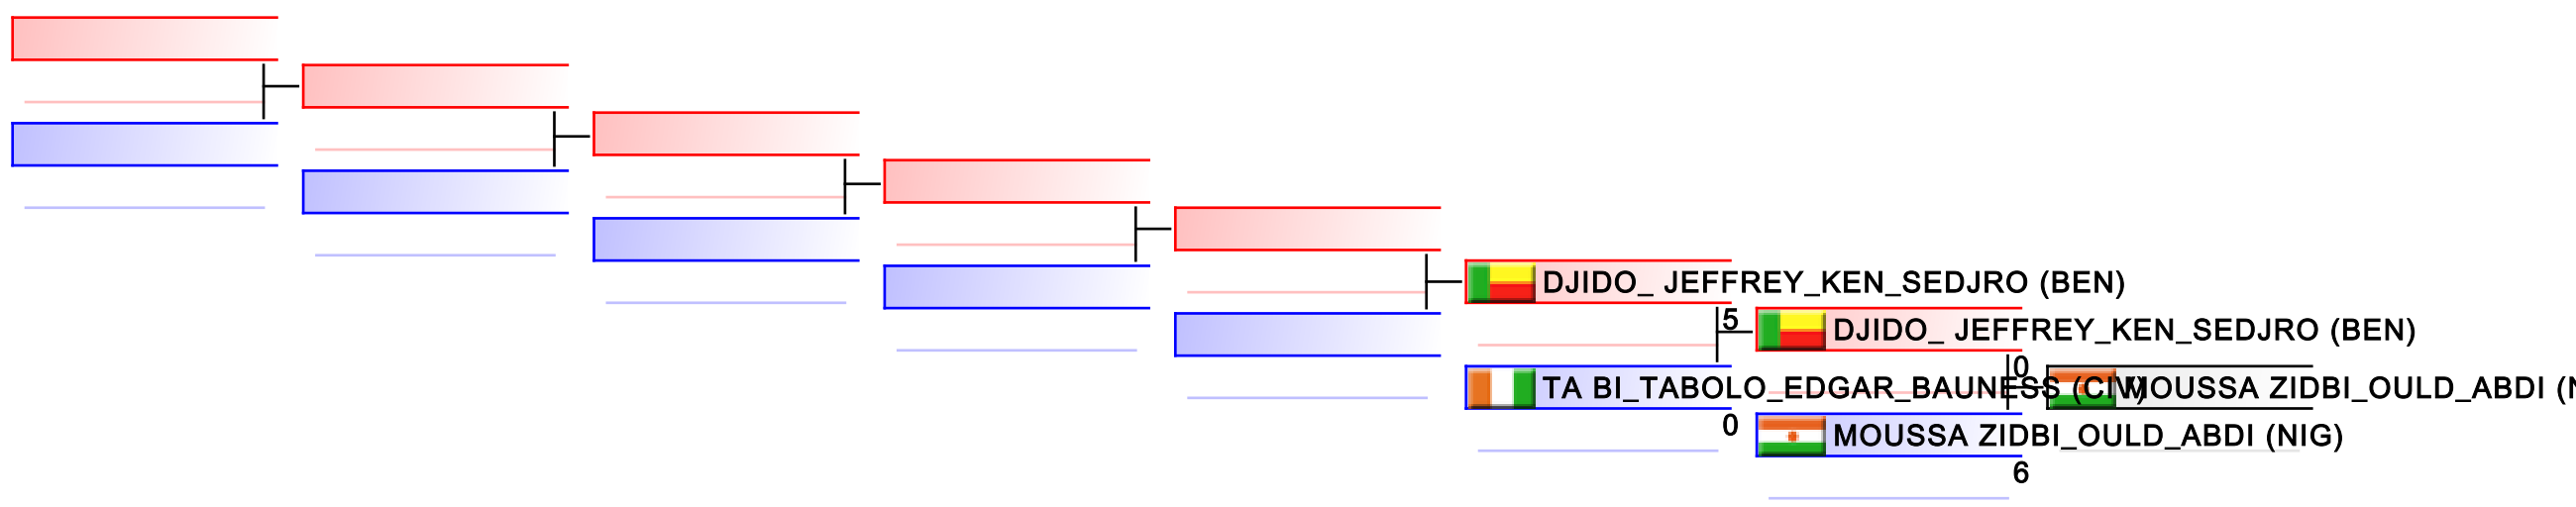 DJIDO_ JEFFREY_KEN_SEDJRO (BEN)
5
DJIDO_ JEFFREY_KEN_SEDJRO (BEN)
0
TA BI_TABOLO_EDGAR_BAUNESS (CIV)
MOUSSA ZIDBI_OULD_ABDI (N
0
MOUSSA ZIDBI_OULD_ABDI (NIG)
6